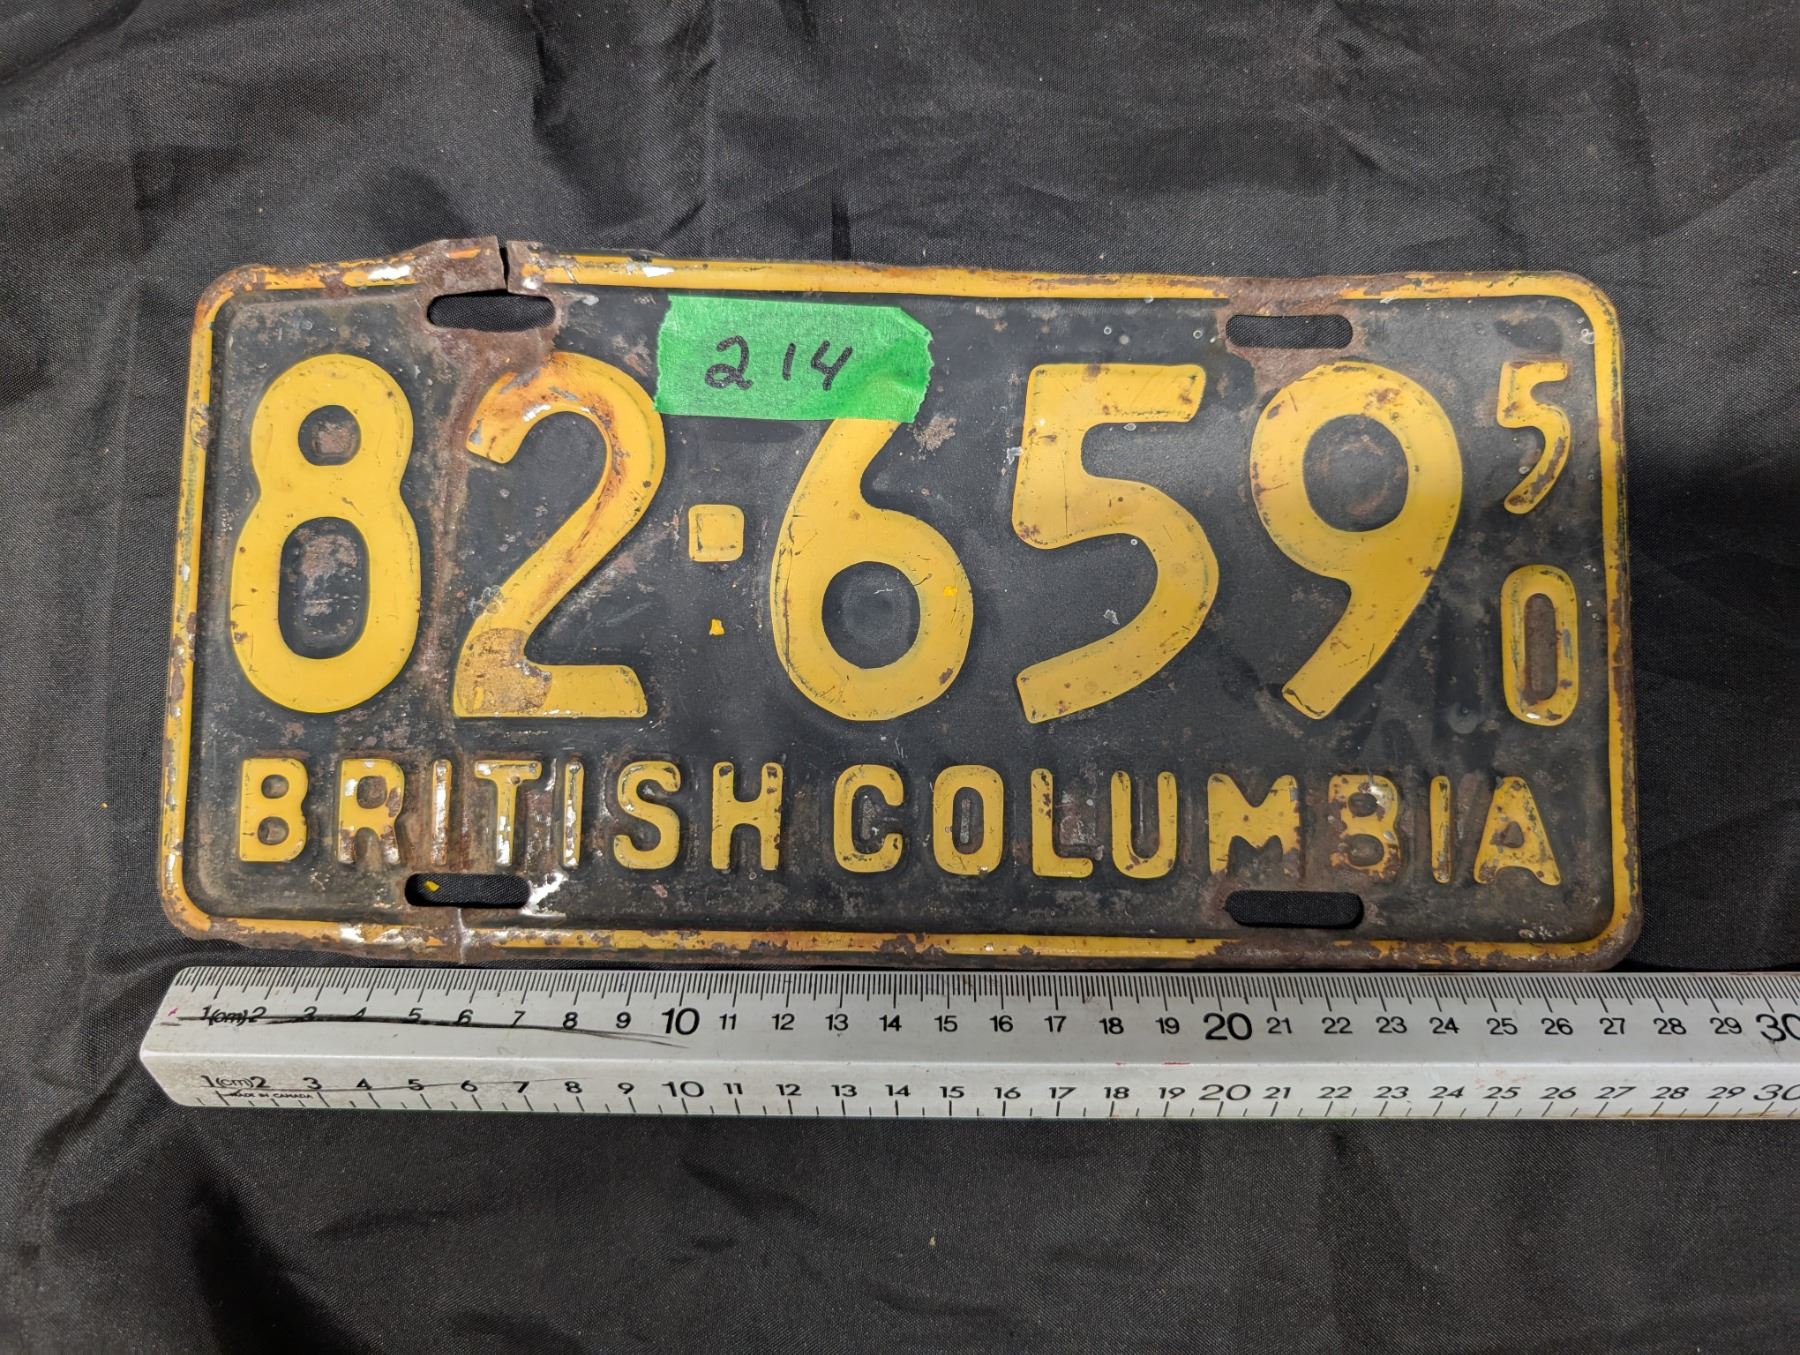 214
82·659
50
BRITISH COLUMBIA
1(cm)2 3 4 5 6 7 8 9 10 11 12 13 14 15 16 17 18 19 20 21 22 23 24 25 26 27 28 29 30
1(cm)2 3 4 5 6 7 8 9 10 11 12 13 14 15 16 17 18 19 20 21 22 23 24 25 26 27 28 29 30
MADE IN CANADA